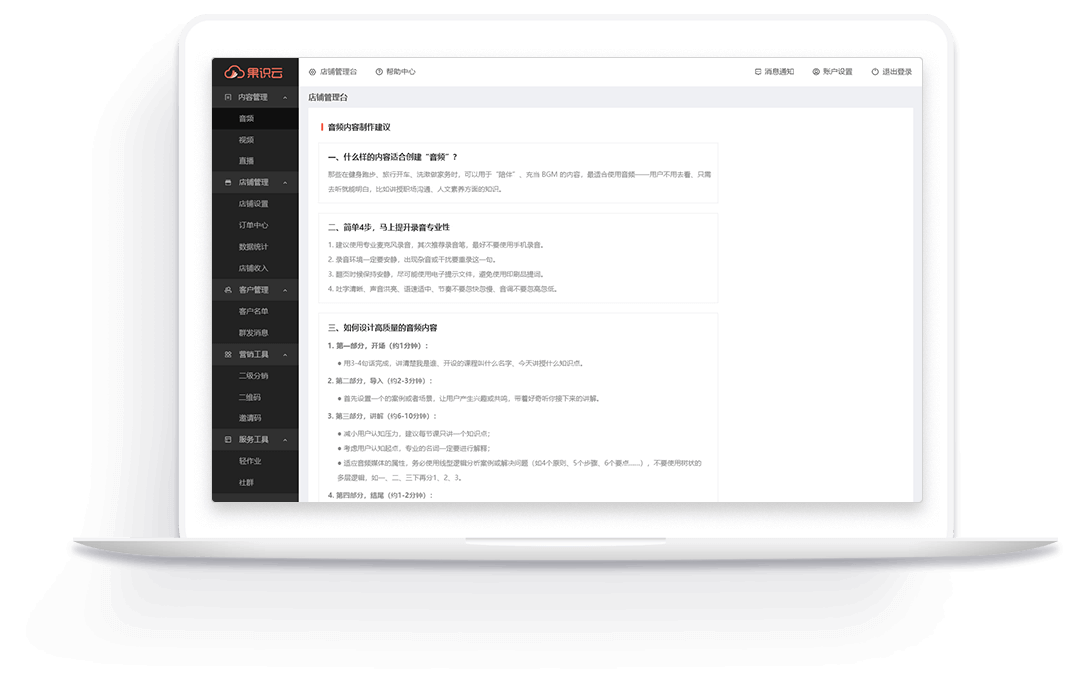 果识云
店铺管理台
帮助中心
消息通知
账户设置
退出登录
内容管理
音频
视频
直播
店铺管理
店铺设置
订单中心
数据统计
店铺收入
客户管理
客户名单
群发消息
营销工具
二级分销
二维码
邀请码
服务工具
轻作业
社群
店铺管理台
音频内容制作建议
一、什么样的内容适合创建“音频”?
那些在健身跑步、旅行开车、洗漱做家务时,可以用于“陪伴”、充当 BGM 的内容,最适合使用音频——用户不用去看、只需
去听就能明白,比如讲授职场沟通、人文素养方面的知识。
二、简单4步,马上提升录音专业性
1. 建议使用专业麦克风录音,其次推荐录音笔,最好不要使用手机录音。
2. 录音环境一定要安静,出现杂音或干扰要重录这一句。
3. 翻页时候保持安静,尽可能使用电子提示文件,避免使用印刷品提词。
4. 吐字清晰、声音洪亮、语速适中、节奏不要忽快忽慢、音调不要忽高忽低。
三、如何设计高质量的音频内容
1. 第一部分,开场(约1分钟):
● 用3-4句话完成,讲清楚我是谁、开设的课程叫什么名字、今天讲授什么知识点。
2. 第二部分,导入(约2-3分钟):
● 首先设置一个的案例或者场景,让用户产生兴趣或共鸣,带着好奇听你接下来的讲解。
3. 第三部分,讲解(约6-10分钟):
● 减小用户认知压力,建议每节课只讲一个知识点;
● 考虑用户认知起点,专业的名词一定要进行解释;
● 适应音频媒体的属性,务必使用线型逻辑分析案例或解决问题(如4个原则、5个步骤、6个要点……),不要使用树状的
多层逻辑,如一、二、三下再分1、2、3。
4. 第四部分,结尾(约1-2分钟):